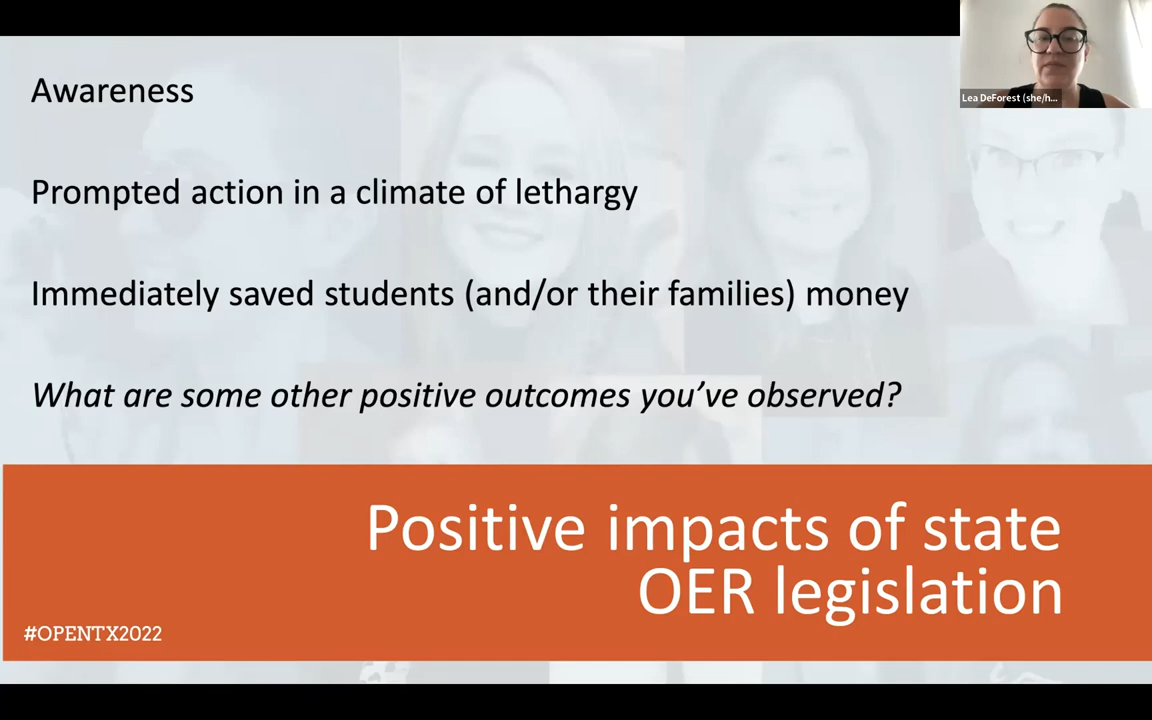 Awareness
Lea DeForest (she/h...
Prompted action in a climate of lethargy
Immediately saved students (and/or their families) money
What are some other positive outcomes you’ve observed?
Positive impacts of state
OER legislation
#OPENTX2022